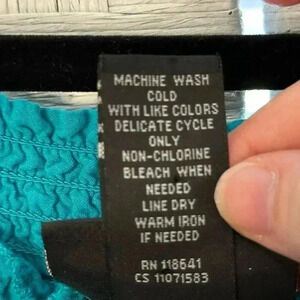 MACHINE WASH
COLD
WITH LIKE COLORS
DELICATE CYCLE
ONLY
NON-CHLORINE
BLEACH WHEN
NEEDED
LINE DRY
WARM IRON
IF NEEDED
RN 118641
CS 11071583